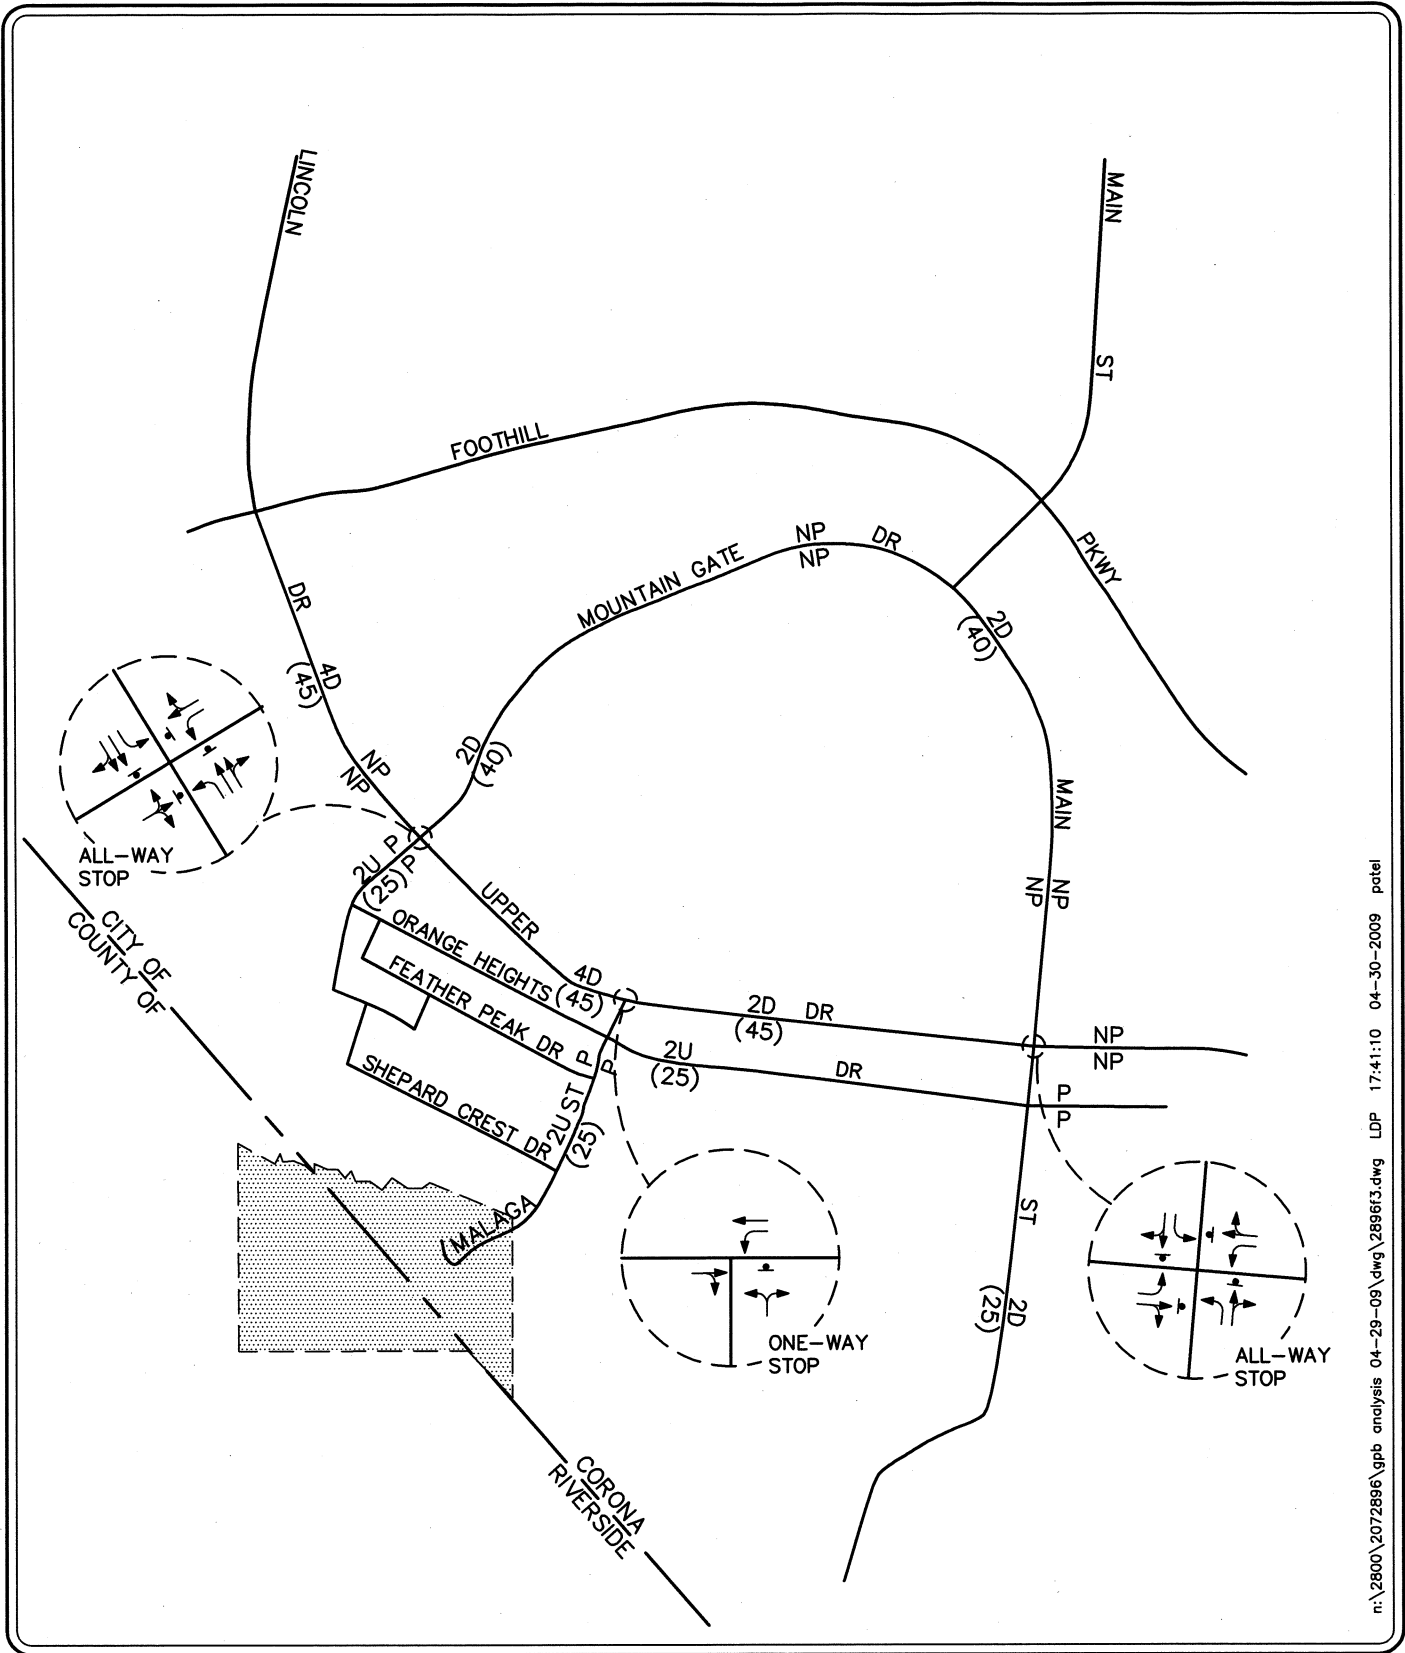 LINCOLN
MAIN
ST
FOOTHILL
NP
NP
DR
PKWY
MOUNTAIN GATE
DR
2D
(40)
4D
(45)
2D
(40)
NP
NP
MAIN
ALL-WAY
STOP
P
P
2U
(25)
NP
NP
UPPER
CITY OF
COUNTY OF
ORANGE HEIGHTS
4D
(45)
2D DR
(45)
NP
NP
FEATHER PEAK DR
P
P
2U
(25)
DR
P
P
SHEPARD CREST DR
2U ST
(25)
MALAGA
ST
2D
(25)
ONE-WAY
STOP
ALL-WAY
STOP
CORONA
RIVERSIDE
n:\2800\2072896\gpb analysis 04-29-09\dwg\2896f3.dwg LDP 17:41:10 04-30-2009 patel